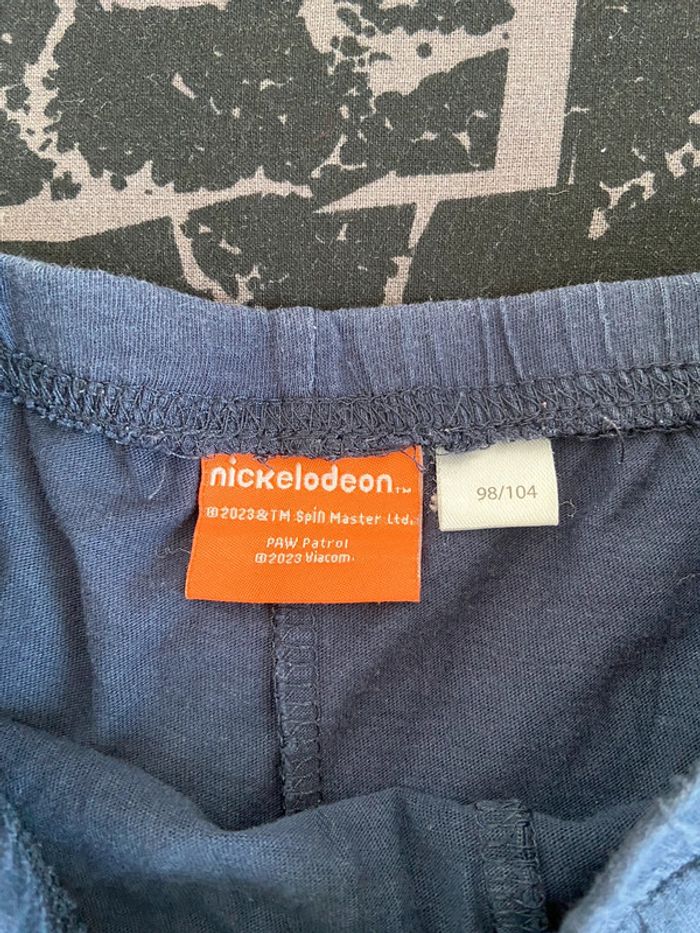 nickelodeon™
©2023&TM Spin Master Ltd.
PAW Patrol
©2023 Viacom.
98/104